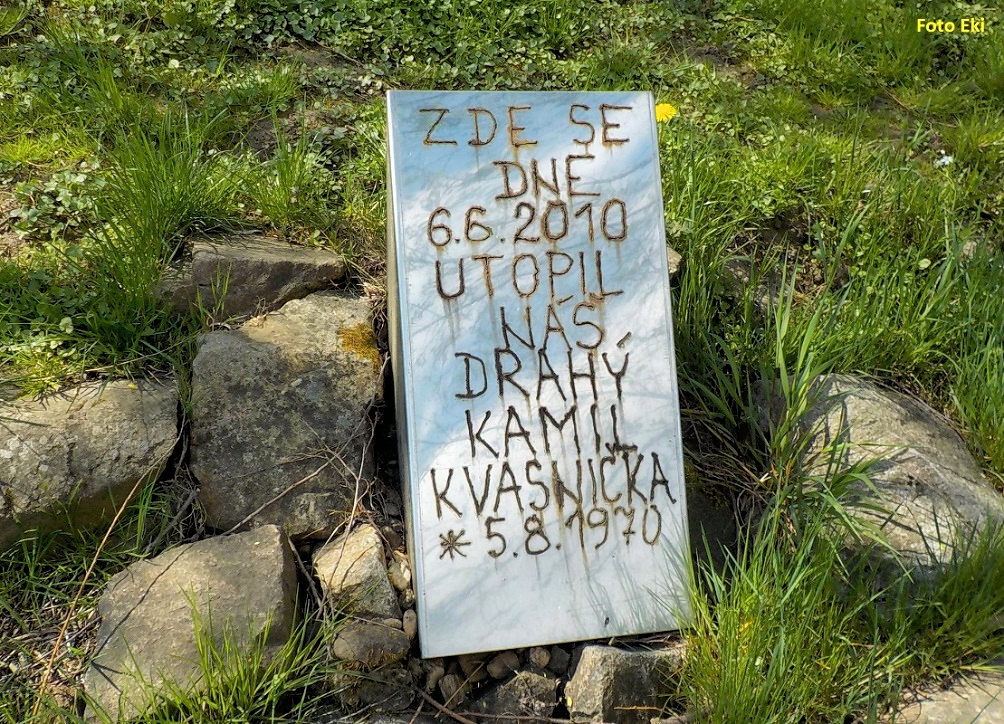 Foto Eki
ZDE SE
DNE
6.6.2010
UTOPIL
NÁŠ
DRAHÝ
KAMIL
KVASNIČKA
* 5.8.1970